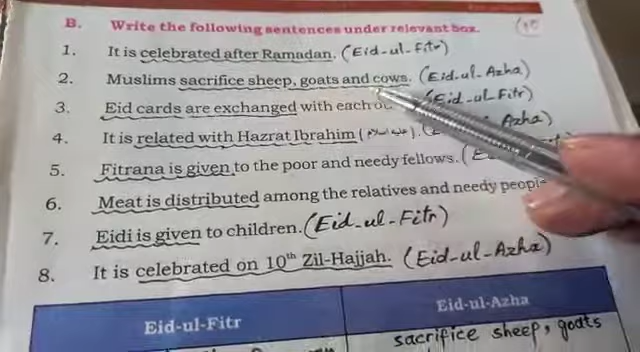 B. Write the following sentences under relevant box.
1. It is celebrated after Ramadan. (Eid-ul-Fitr)
2. Muslims sacrifice sheep, goats and cows. (Eid-ul-Azha)
3. Eid cards are exchanged with each (Eid-ul-Fitr)
4. It is related with Hazrat Ibrahim (علیہ السلام). Azha)
5. Fitrana is given to the poor and needy fellows. (
6. Meat is distributed among the relatives and needy
7. Eidi is given to children. (Eid-ul-Fitr)
8. It is celebrated on 10th Zil-Hajjah. (Eid-ul-Azha)
Eid-ul-Fitr Eid-ul-Azha
sacrifice sheep, goats